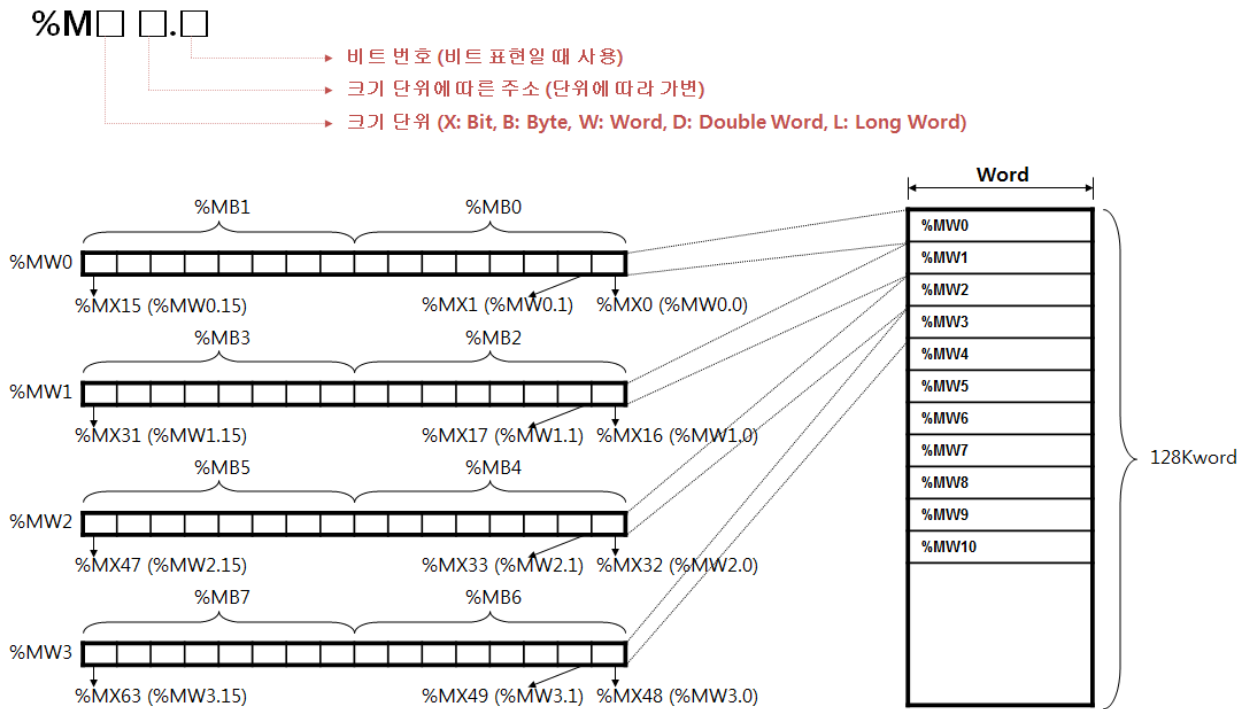 %M□ □.□
비트 번호 (비트 표현일 때 사용)
크기 단위에 따른 주소 (단위에 따라 가변)
크기 단위 (X: Bit, B: Byte, W: Word, D: Double Word, L: Long Word)
Word
%MB1 %MB0
%MW0
%MX15 (%MW0.15) %MX1 (%MW0.1) %MX0 (%MW0.0)
%MB3 %MB2
%MW1
%MX31 (%MW1.15) %MX17 (%MW1.1) %MX16 (%MW1.0)
%MB5 %MB4
%MW2
%MX47 (%MW2.15) %MX33 (%MW2.1) %MX32 (%MW2.0)
%MB7 %MB6
%MW3
%MX63 (%MW3.15) %MX49 (%MW3.1) %MX48 (%MW3.0)
%MW0
%MW1
%MW2
%MW3
%MW4
%MW5
%MW6
%MW7
%MW8
%MW9
%MW10
128Kword